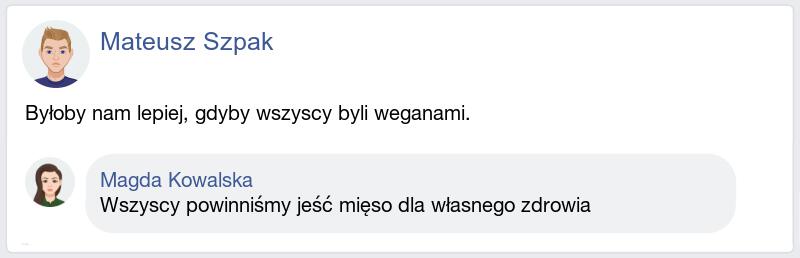 Mateusz Szpak
Byłoby nam lepiej, gdyby wszyscy byli weganami.
Magda Kowalska
Wszyscy powinniśmy jeść mięso dla własnego zdrowia